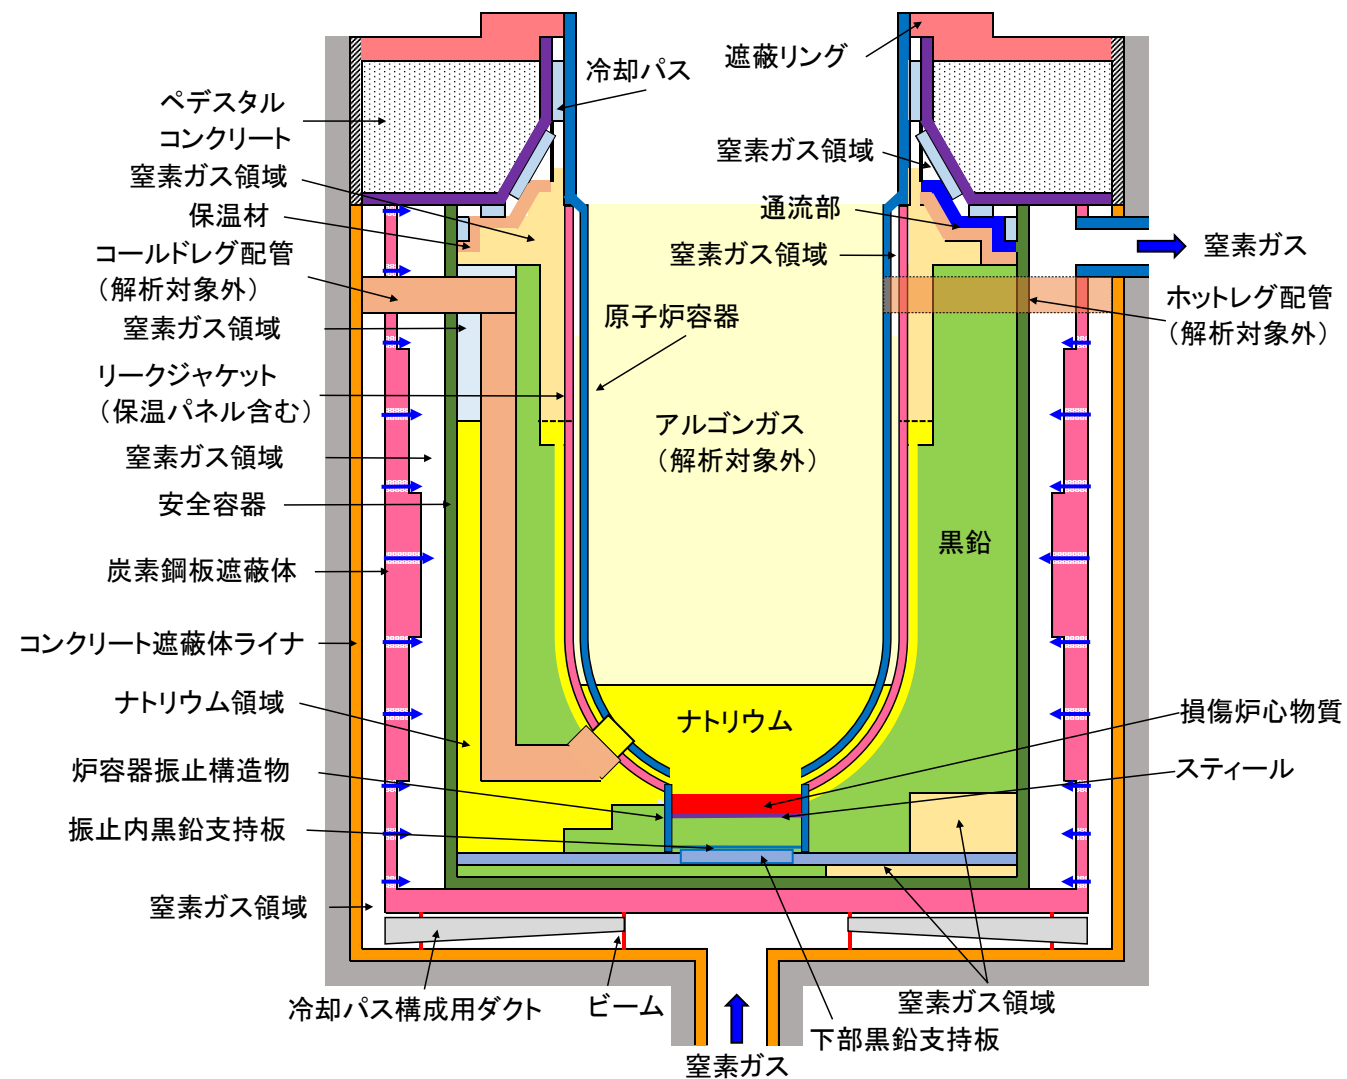 ペデスタル
コンクリート
窒素ガス領域
保温材
コールドレグ配管
（解析対象外）
窒素ガス領域
リークジャケット
（保温パネル含む）
窒素ガス領域
安全容器
炭素鋼板遮蔽体
コンクリート遮蔽体ライナ
ナトリウム領域
炉容器振止構造物
振止内黒鉛支持板
窒素ガス領域
冷却パス構成用ダクト
ビーム
窒素ガス
冷却パス
遮蔽リング
窒素ガス領域
通流部
窒素ガス領域
原子炉容器
アルゴンガス
（解析対象外）
ナトリウム
黒鉛
窒素ガス
ホットレグ配管
（解析対象外）
損傷炉心物質
スティール
窒素ガス領域
下部黒鉛支持板